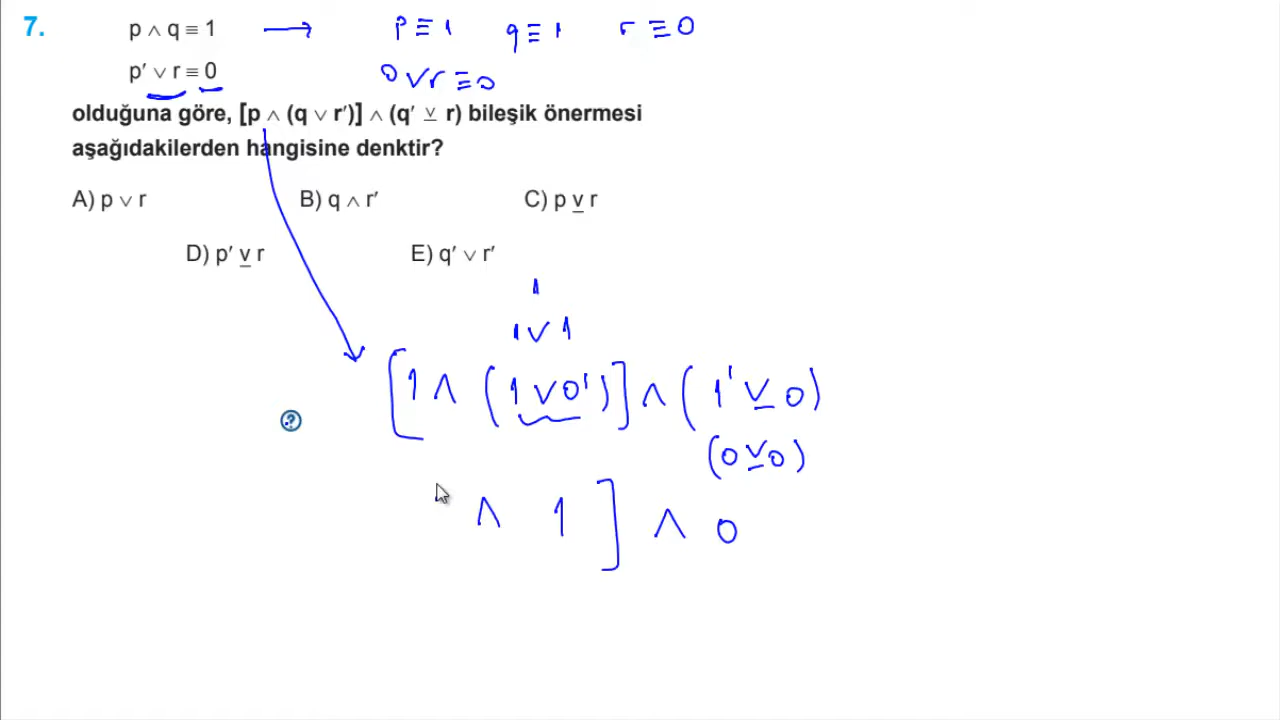 7. p ∧ q ≡ 1 → p ≡ 1 q ≡ 1 r ≡ 0
p′ ∨ r ≡ 0 0 ∨ r ≡ 0
olduğuna göre, [p ∧ (q ∨ r′)] ∧ (q′ ⊻ r) bileşik önermesi
aşağıdakilerden hangisine denktir?
A) p ∨ r B) q ∧ r′ C) p ⊻ r
D) p′ ⊻ r E) q′ ∨ r′
1
1 ∨ 1
[1 ∧ (1 ∨ 0′)] ∧ (1′ ⊻ 0)
(0 ⊻ 0)
∧ 1] ∧ 0